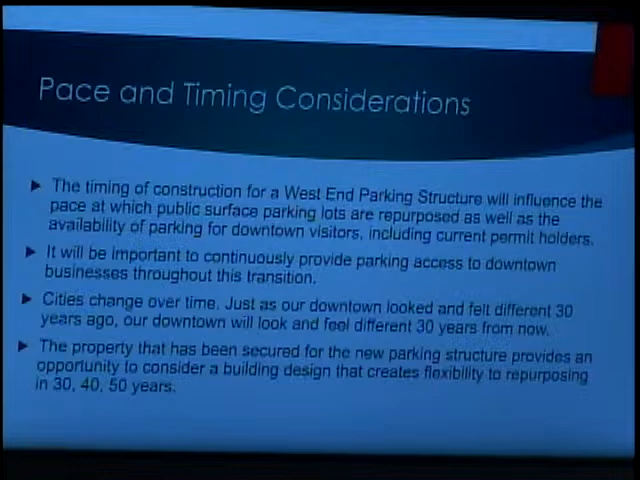 Pace and Timing Considerations
The timing of construction for a West End Parking Structure will influence the
pace at which public surface parking lots are repurposed as well as the
availability of parking for downtown visitors, including current permit holders.
It will be important to continuously provide parking access to downtown
businesses throughout this transition.
Cities change over time. Just as our downtown looked and felt different 30
years ago, our downtown will look and feel different 30 years from now.
The property that has been secured for the new parking structure provides an
opportunity to consider a building design that creates flexibility to repurposing
in 30, 40, 50 years.